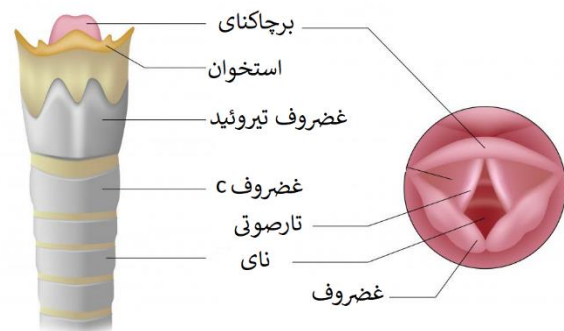 برچاکنای
استخوان
غضروف تیروئید
غضروف c
تارصوتی
نای
غضروف